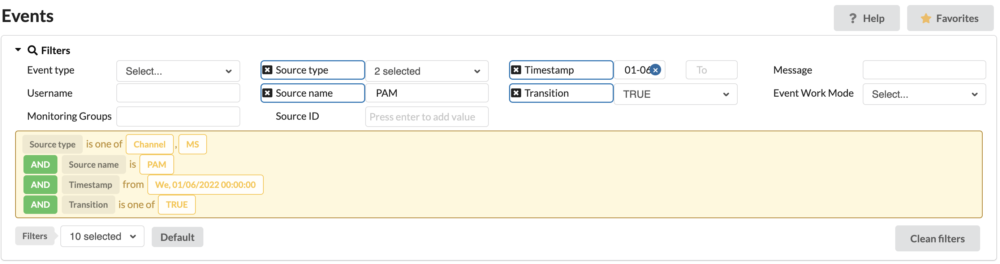 Events
? Help
Favorites
Filters
Event type Select... Source type 2 selected Timestamp 01-06 To Message
Username Source name PAM Transition TRUE Event Work Mode Select...
Monitoring Groups Source ID Press enter to add value
Source type is one of Channel , MS
AND Source name is PAM
AND Timestamp from We, 01/06/2022 00:00:00
AND Transition is one of TRUE
Filters 10 selected Default Clean filters